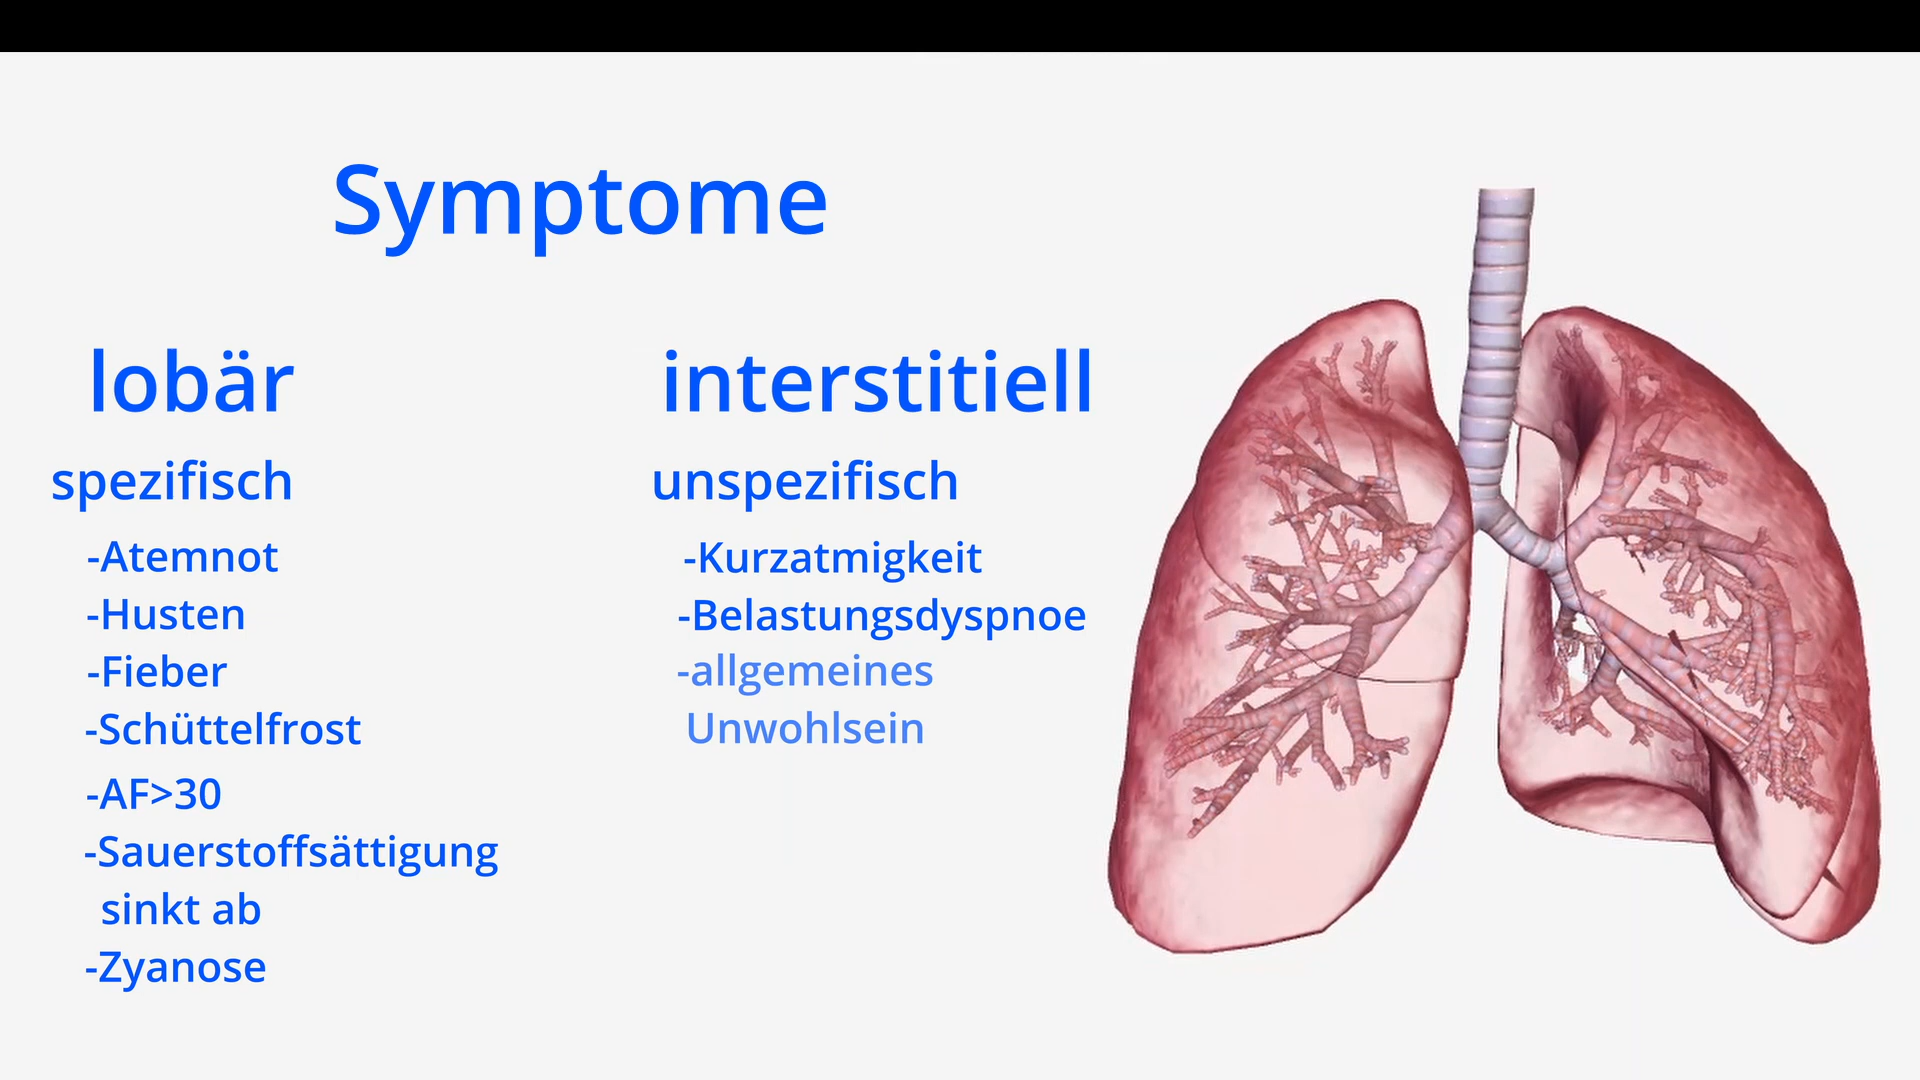 Symptome
lobär
spezifisch
-Atemnot
-Husten
-Fieber
-Schüttelfrost
-AF>30
-Sauerstoffsättigung
sinkt ab
-Zyanose
interstitiell
unspezifisch
-Kurzatmigkeit
-Belastungsdyspnoe
-allgemeines
Unwohlsein